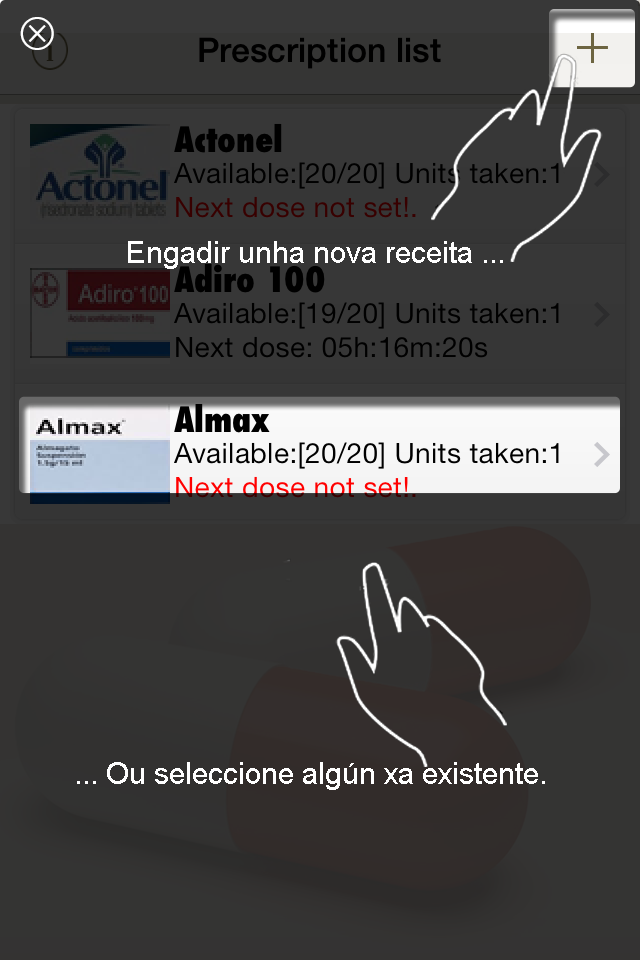 Prescription list
Actonel
Actonel
(risedronate sodium) tablets
Available:[20/20] Units taken:1
Next dose not set!.
Engadir unha nova receita ...
Adiro 100
Adiro 100
Available:[19/20] Units taken:1
Next dose: 05h:16m:20s
Almax
Almax
Almagato
Suspensión
Available:[20/20] Units taken:1
Next dose not set!.
... Ou seleccione algún xa existente.